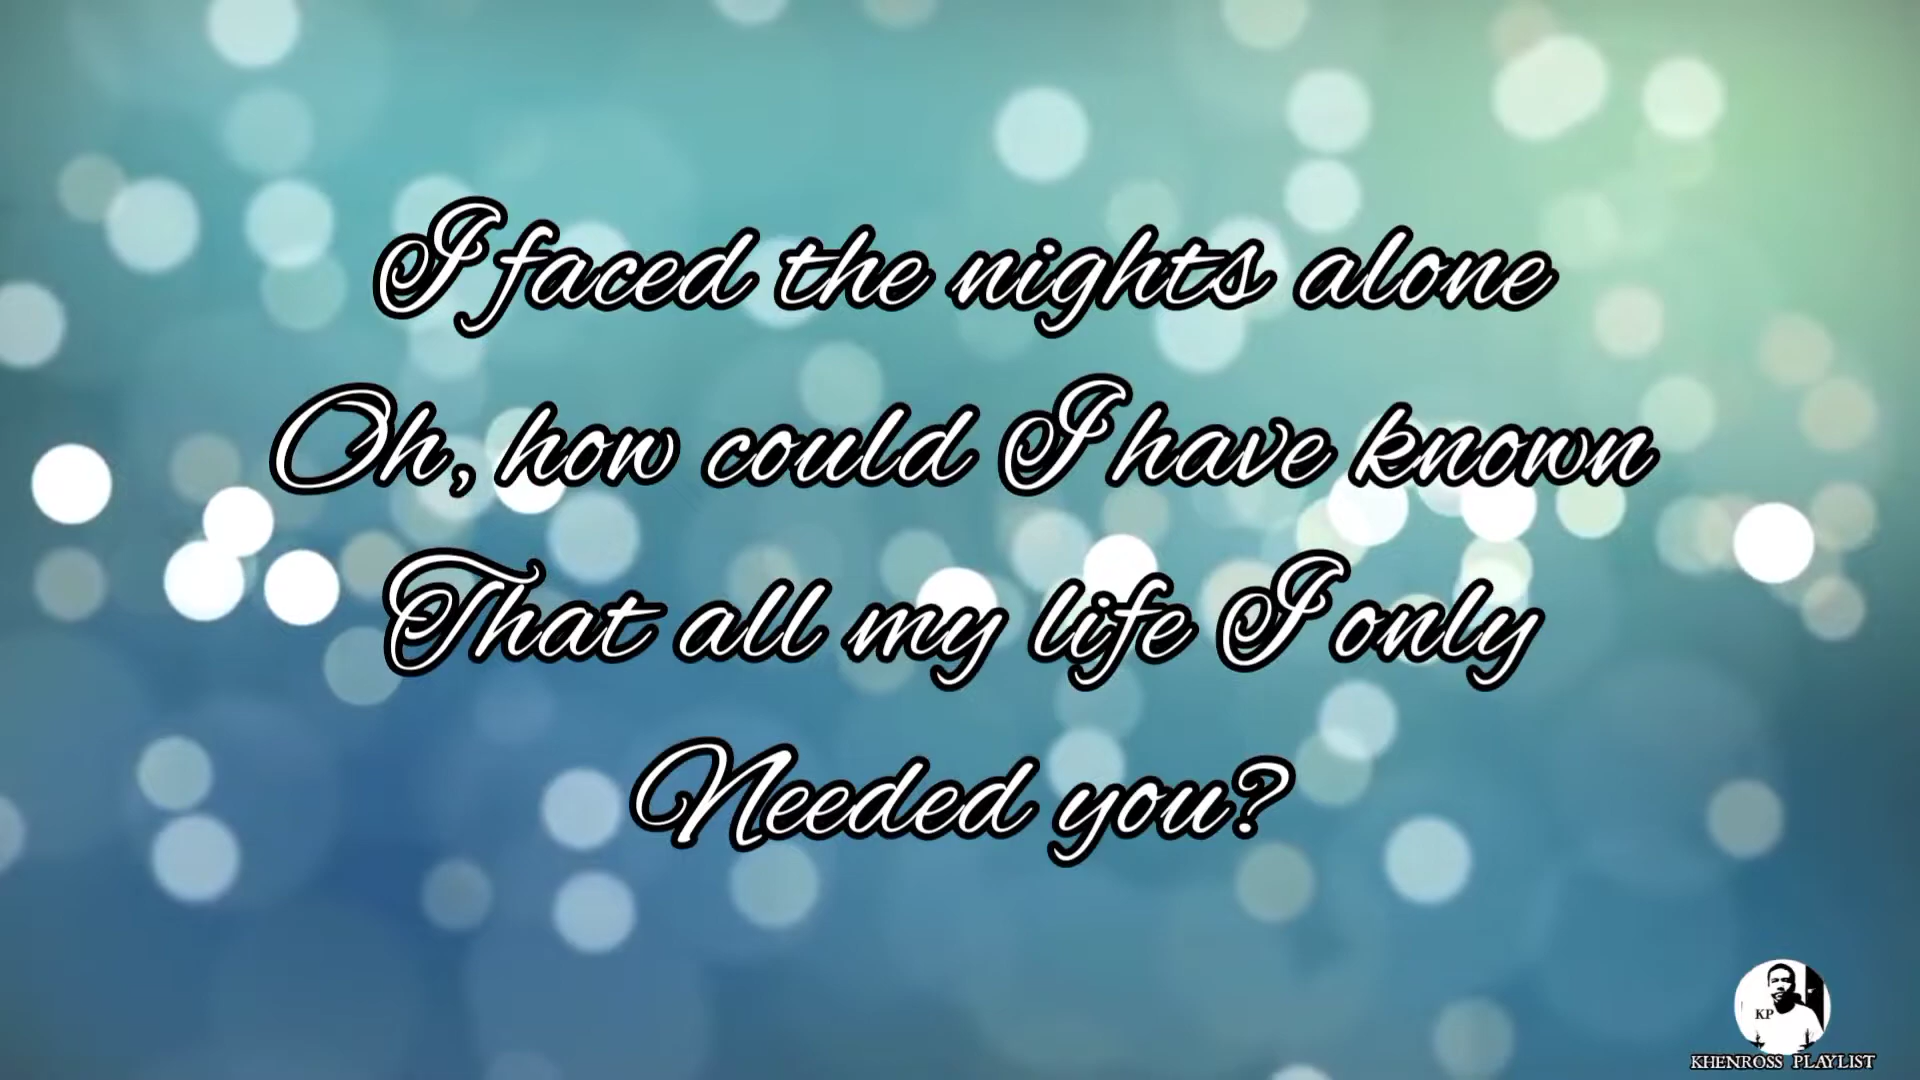 I faced the nights alone
Oh, how could I have known
That all my life I only
Needed you?
KP
KHENROSS PLAYLIST